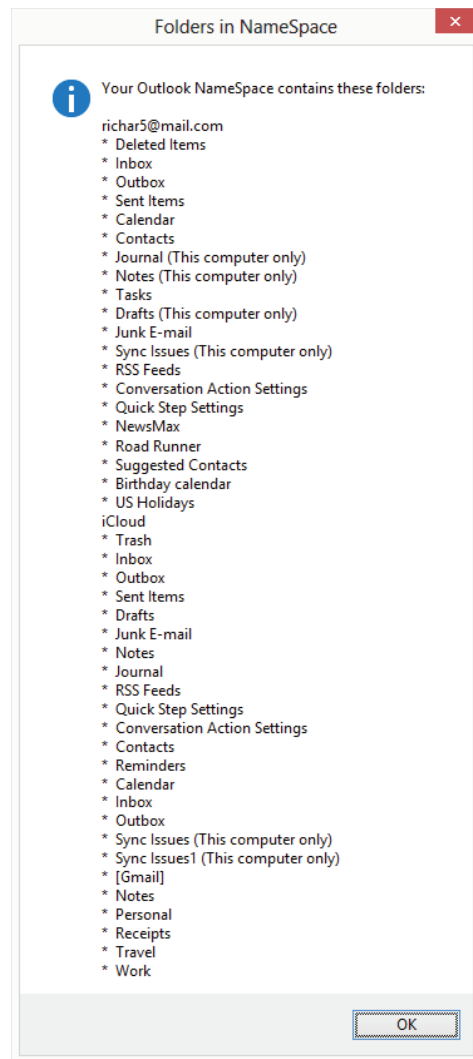 Folders in NameSpace
Your Outlook NameSpace contains these folders:
richar5@mail.com
* Deleted Items
* Inbox
* Outbox
* Sent Items
* Calendar
* Contacts
* Journal (This computer only)
* Notes (This computer only)
* Tasks
* Drafts (This computer only)
* Junk E-mail
* Sync Issues (This computer only)
* RSS Feeds
* Conversation Action Settings
* Quick Step Settings
* NewsMax
* Road Runner
* Suggested Contacts
* Birthday calendar
* US Holidays
iCloud
* Trash
* Inbox
* Outbox
* Sent Items
* Drafts
* Junk E-mail
* Notes
* Journal
* RSS Feeds
* Quick Step Settings
* Conversation Action Settings
* Contacts
* Reminders
* Calendar
* Inbox
* Outbox
* Sync Issues (This computer only)
* Sync Issues1 (This computer only)
* [Gmail]
* Notes
* Personal
* Receipts
* Travel
* Work
OK